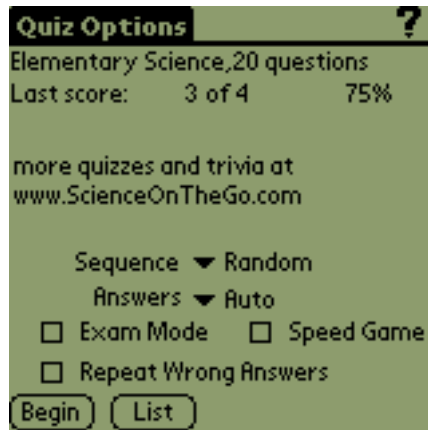 Quiz Options ?
Elementary Science,20 questions
Last score: 3 of 4 75%
more quizzes and trivia at
www.ScienceOnTheGo.com
Sequence Random
Answers Auto
Exam Mode Speed Game
Repeat Wrong Answers
Begin List